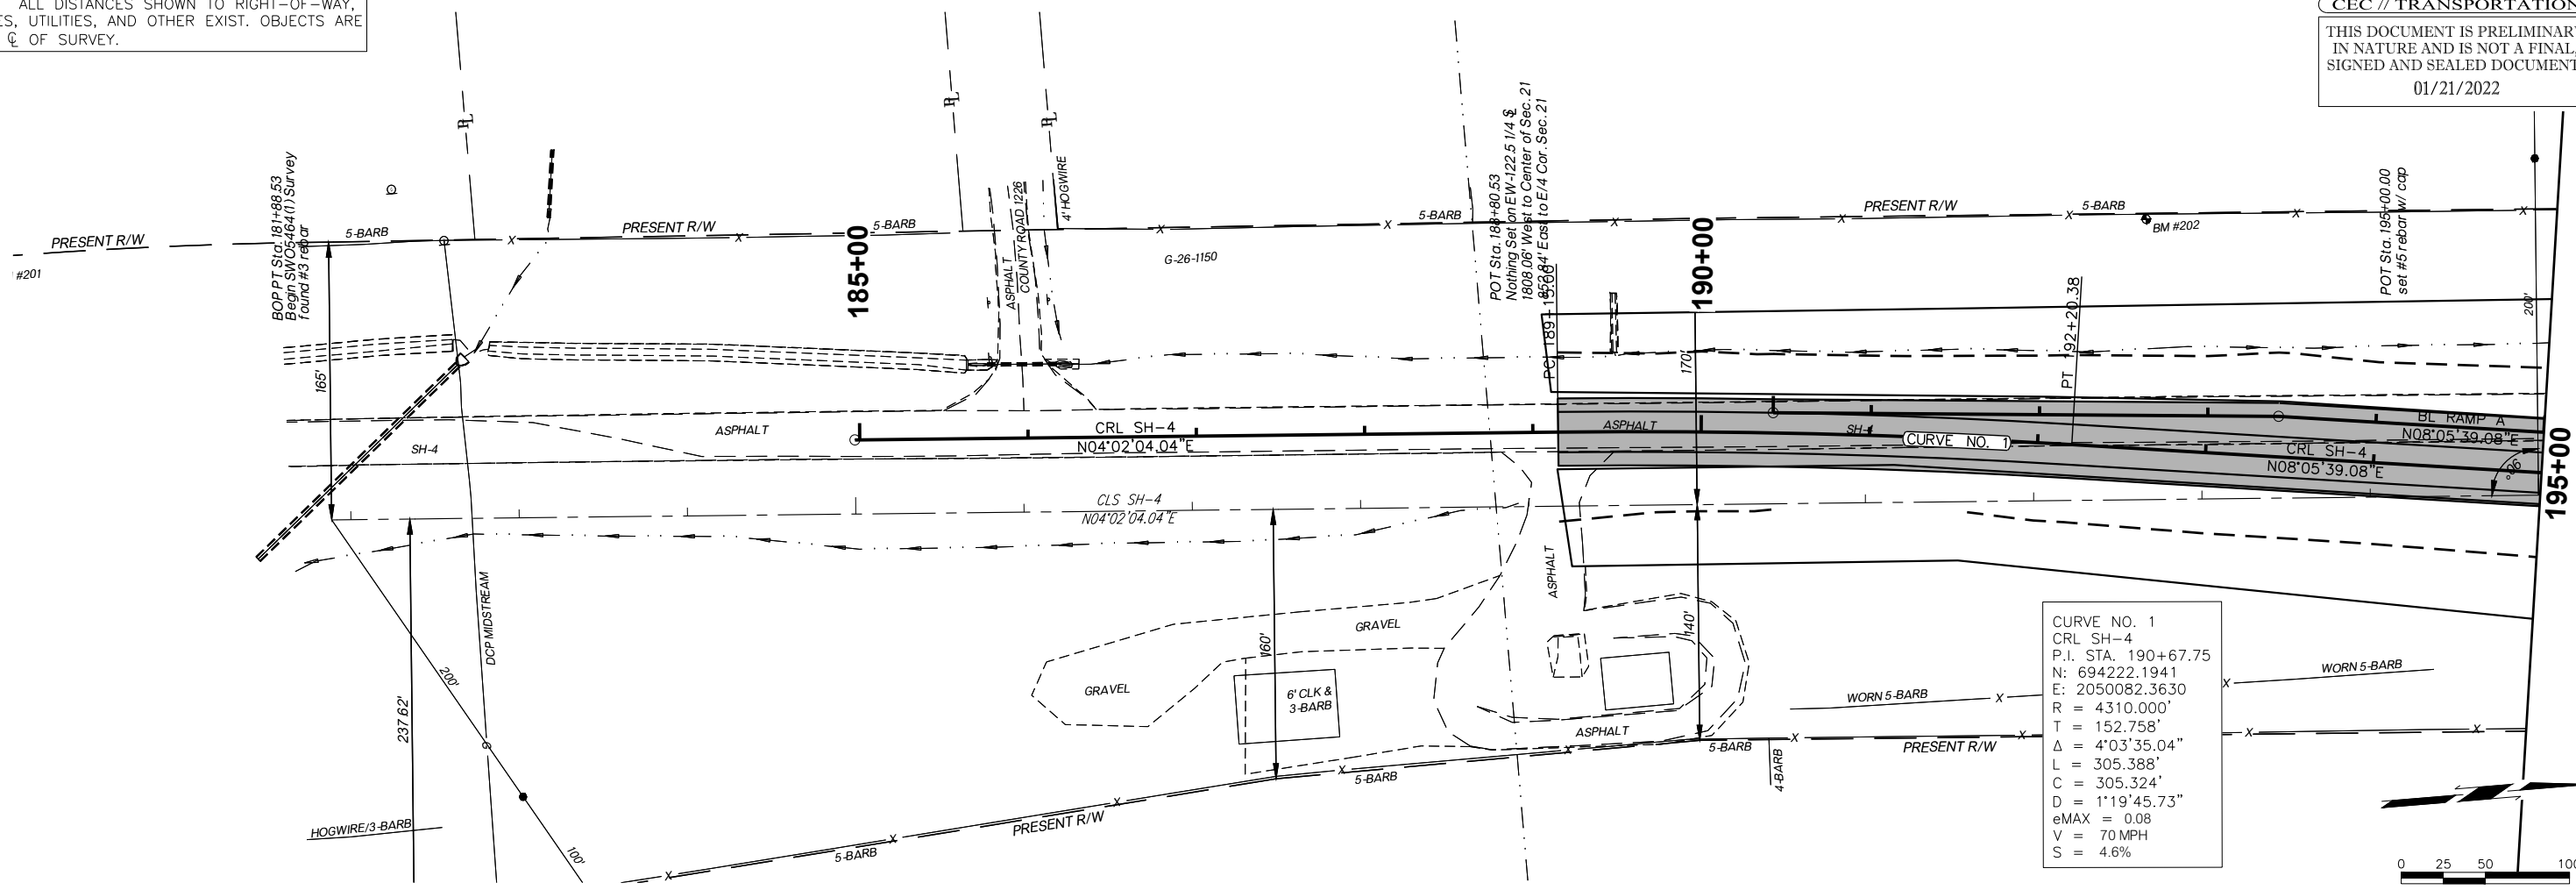 ALL DISTANCES SHOWN TO RIGHT-OF-WAY,
ES, UTILITIES, AND OTHER EXIST. OBJECTS ARE
℄ OF SURVEY.
CEC // TRANSPORTATION
THIS DOCUMENT IS PRELIMINARY
IN NATURE AND IS NOT A FINAL,
SIGNED AND SEALED DOCUMENT
01/21/2022
PRESENT R/W
#201
BOP PT Sta. 181+88.53
Begin SWO5464(1) Survey
found #3 rebar
5-BARB
PRESENT R/W
5-BARB
185+00
ASPHALT
COUNTY ROAD 1226
4' HOGWIRE
G-26-1150
5-BARB
POT Sta. 188+80.53
Nothing Set on EW-122.5 1/4 ℄
1808.06' West to Center of Sec. 21
East to E/4 Cor. Sec. 21
190+00
PRESENT R/W
5-BARB
BM #202
POT Sta. 195+00.00
set #5 rebar w/ cap
200'
165'
170'
PT 192+20.38
ASPHALT
SH-4
CRL SH-4
N04°02'04.04"E
ASPHALT
SH-4
CURVE NO. 1
BL RAMP A
N08°05'39.08"E
CRL SH-4
N08°05'39.08"E
90°
195+00
CLS SH-4
N04°02'04.04"E
ASPHALT
DCP MIDSTREAM
200'
237.62'
100'
160'
140'
GRAVEL
GRAVEL
6' CLK &
3-BARB
ASPHALT
WORN 5-BARB
WORN 5-BARB
5-BARB
PRESENT R/W
4-BARB
5-BARB
PRESENT R/W
5-BARB
HOGWIRE/3-BARB
CURVE NO. 1
CRL SH-4
P.I. STA. 190+67.75
N: 694222.1941
E: 2050082.3630
R = 4310.000'
T = 152.758'
Δ = 4°03'35.04"
L = 305.388'
C = 305.324'
D = 1°19'45.73"
eMAX = 0.08
V = 70 MPH
S = 4.6%
0 25 50 100